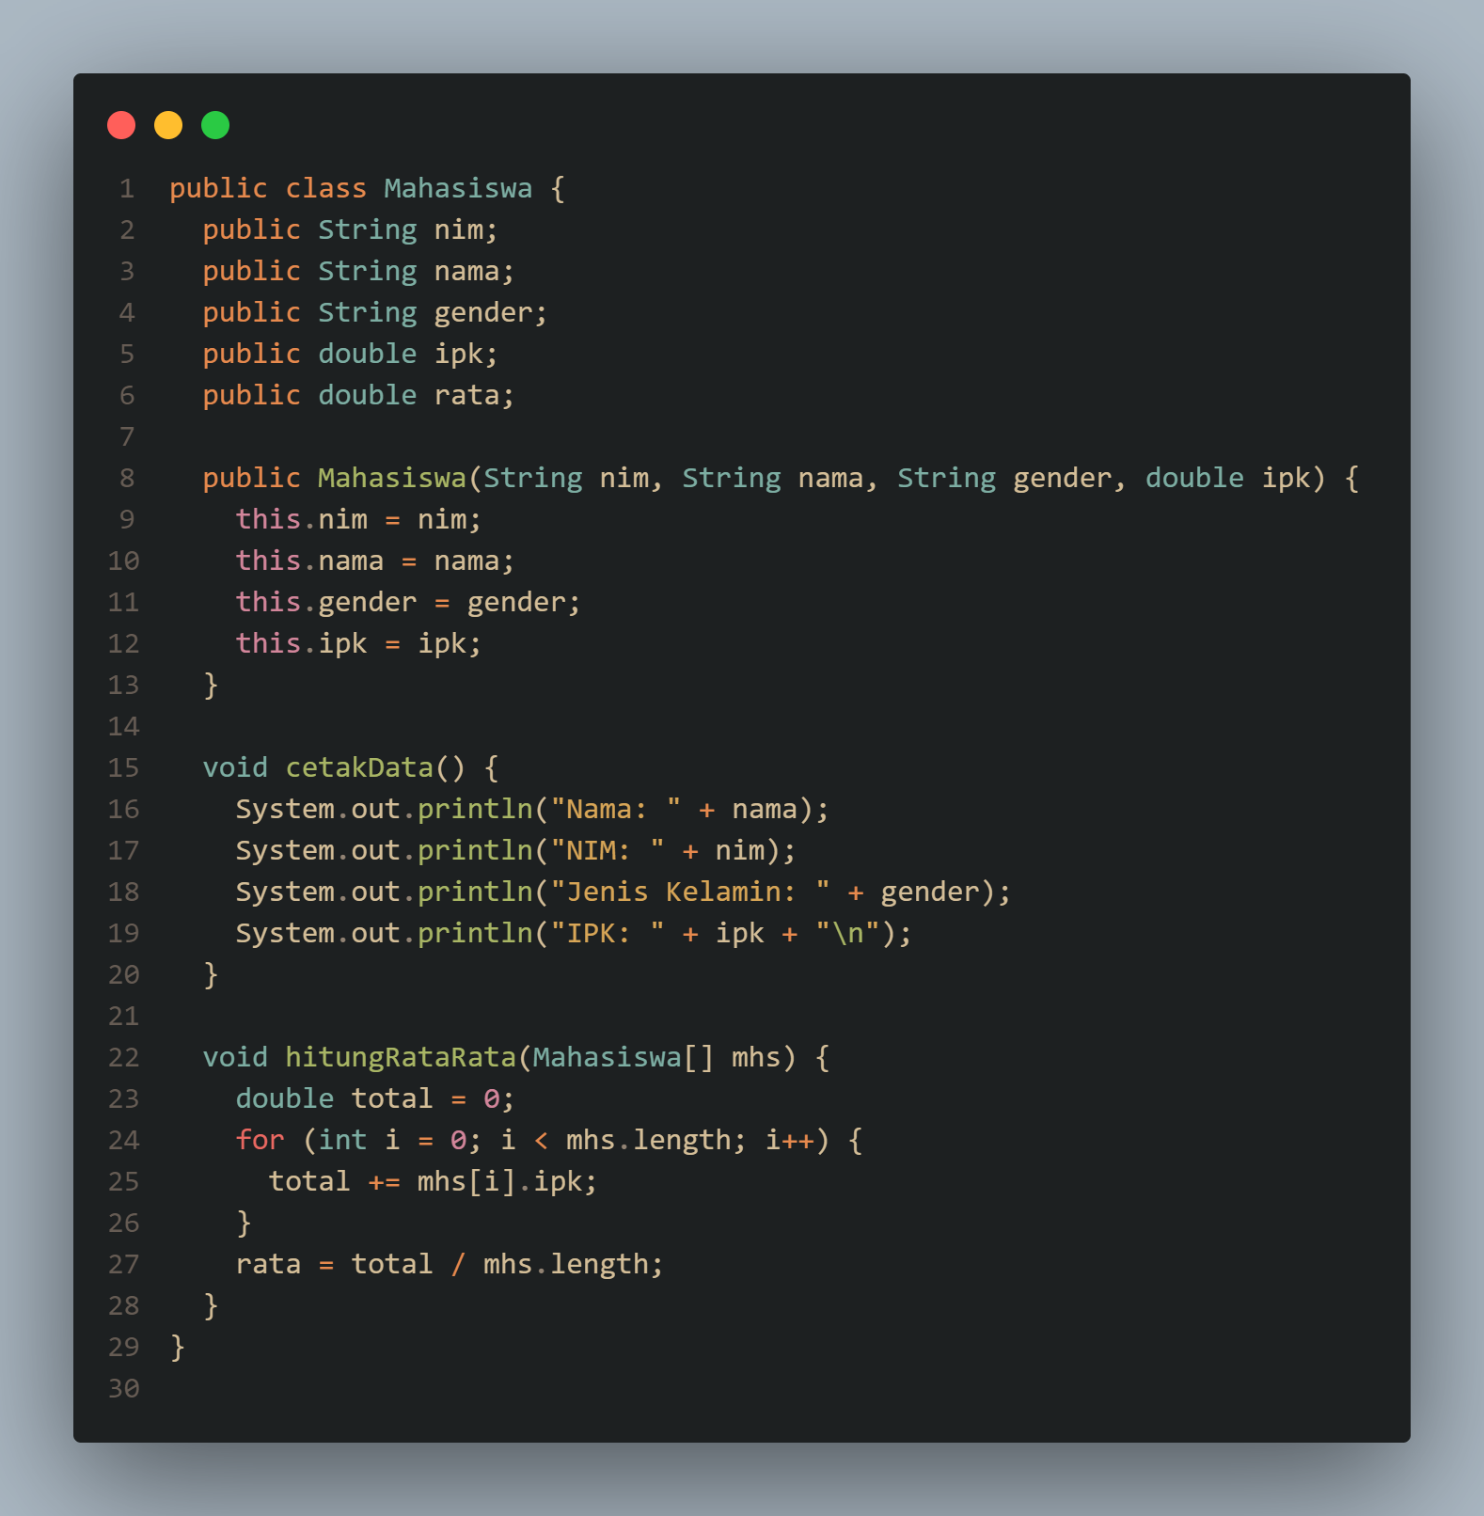 1 public class Mahasiswa {
2   public String nim;
3   public String nama;
4   public String gender;
5   public double ipk;
6   public double rata;
7
8   public Mahasiswa(String nim, String nama, String gender, double ipk) {
9     this.nim = nim;
10     this.nama = nama;
11     this.gender = gender;
12     this.ipk = ipk;
13   }
14
15   void cetakData() {
16     System.out.println("Nama: " + nama);
17     System.out.println("NIM: " + nim);
18     System.out.println("Jenis Kelamin: " + gender);
19     System.out.println("IPK: " + ipk + "\n");
20   }
21
22   void hitungRataRata(Mahasiswa[] mhs) {
23     double total = 0;
24     for (int i = 0; i < mhs.length; i++) {
25       total += mhs[i].ipk;
26     }
27     rata = total / mhs.length;
28   }
29 }
30